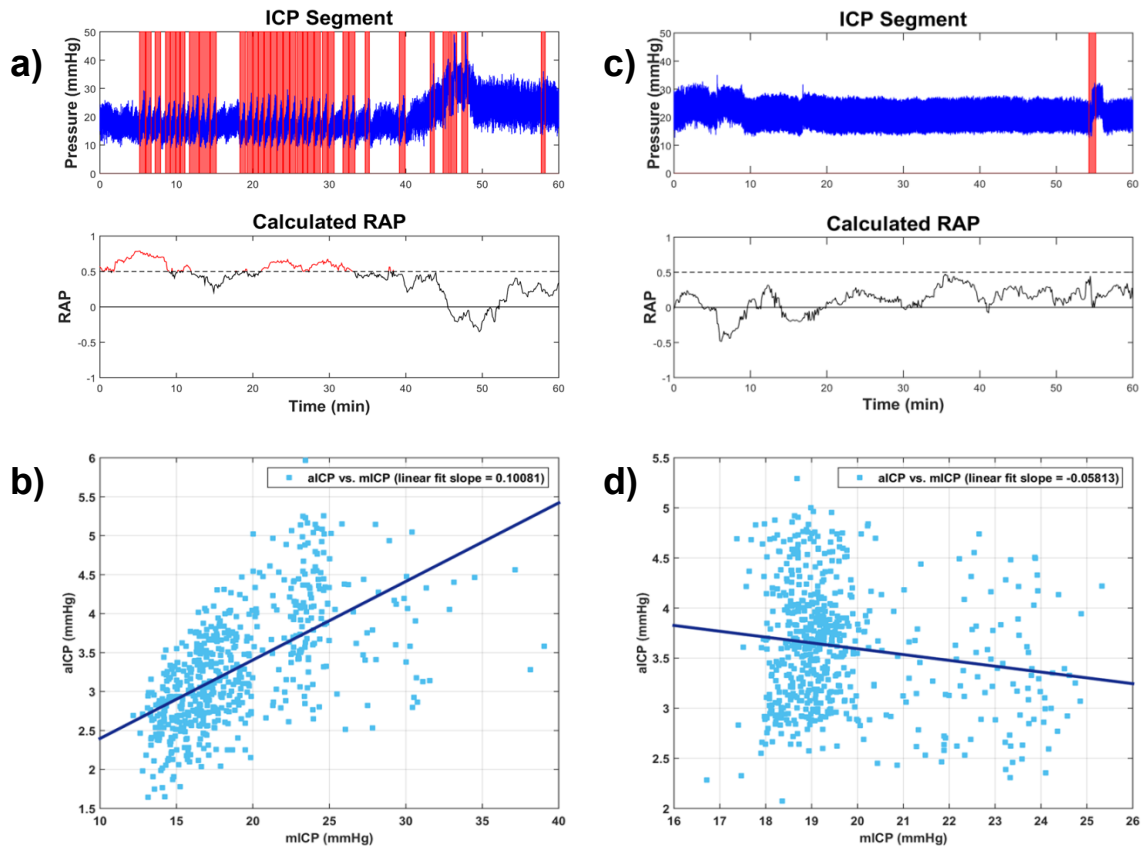 a)
ICP Segment
Pressure (mmHg)
50
40
30
20
10
0
0 10 20 30 40 50 60
Calculated RAP
RAP
1
0.5
0
-0.5
-1
0 10 20 30 40 50 60
Time (min)
b)
aICP vs. mICP (linear fit slope = 0.10081)
aICP (mmHg)
6
5.5
5
4.5
4
3.5
3
2.5
2
1.5
10 15 20 25 30 35 40
mICP (mmHg)
c)
ICP Segment
Pressure (mmHg)
50
40
30
20
10
0
0 10 20 30 40 50 60
Calculated RAP
RAP
1
0.5
0
-0.5
-1
0 10 20 30 40 50 60
Time (min)
d)
aICP vs. mICP (linear fit slope = -0.05813)
aICP (mmHg)
5.5
5
4.5
4
3.5
3
2.5
2
16 17 18 19 20 21 22 23 24 25 26
mICP (mmHg)